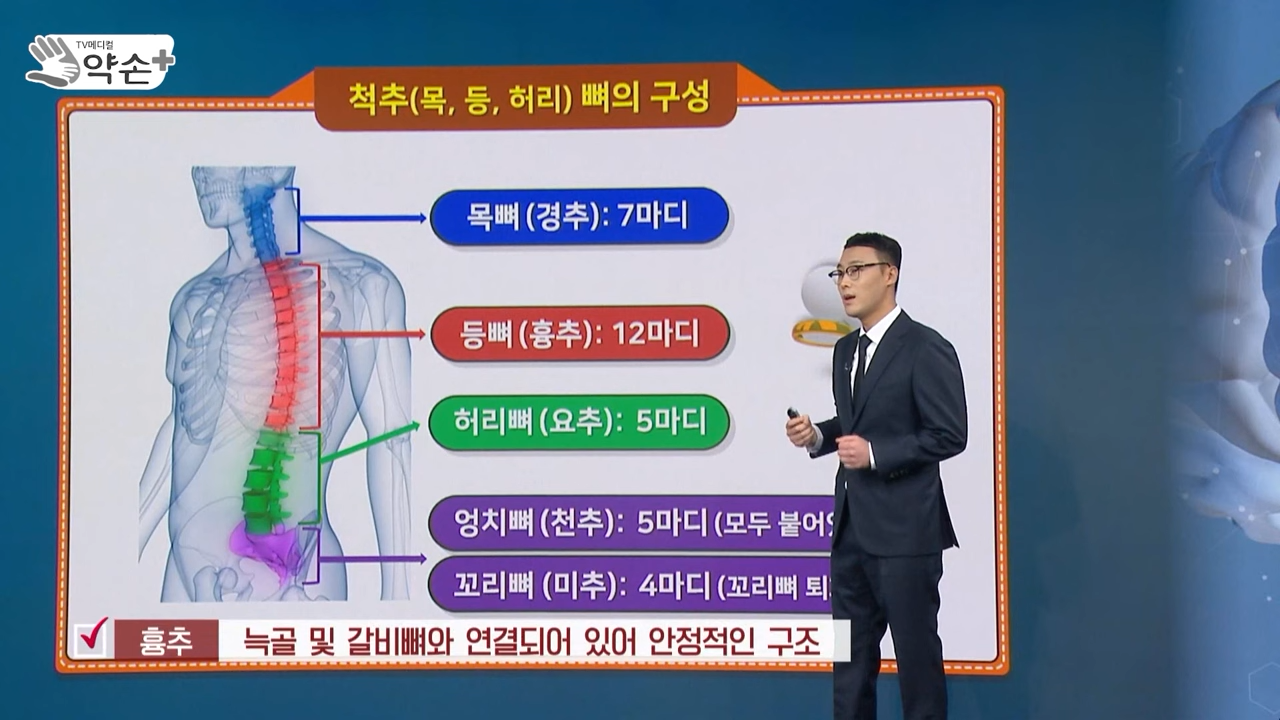 TV메디컬
약손+
척추(목, 등, 허리) 뼈의 구성
목뼈(경추): 7마디
등뼈(흉추): 12마디
허리뼈(요추): 5마디
엉치뼈(천추): 5마디(모두 붙어
꼬리뼈(미추): 4마디(꼬리뼈
흉추 늑골 및 갈비뼈와 연결되어 있어 안정적인 구조